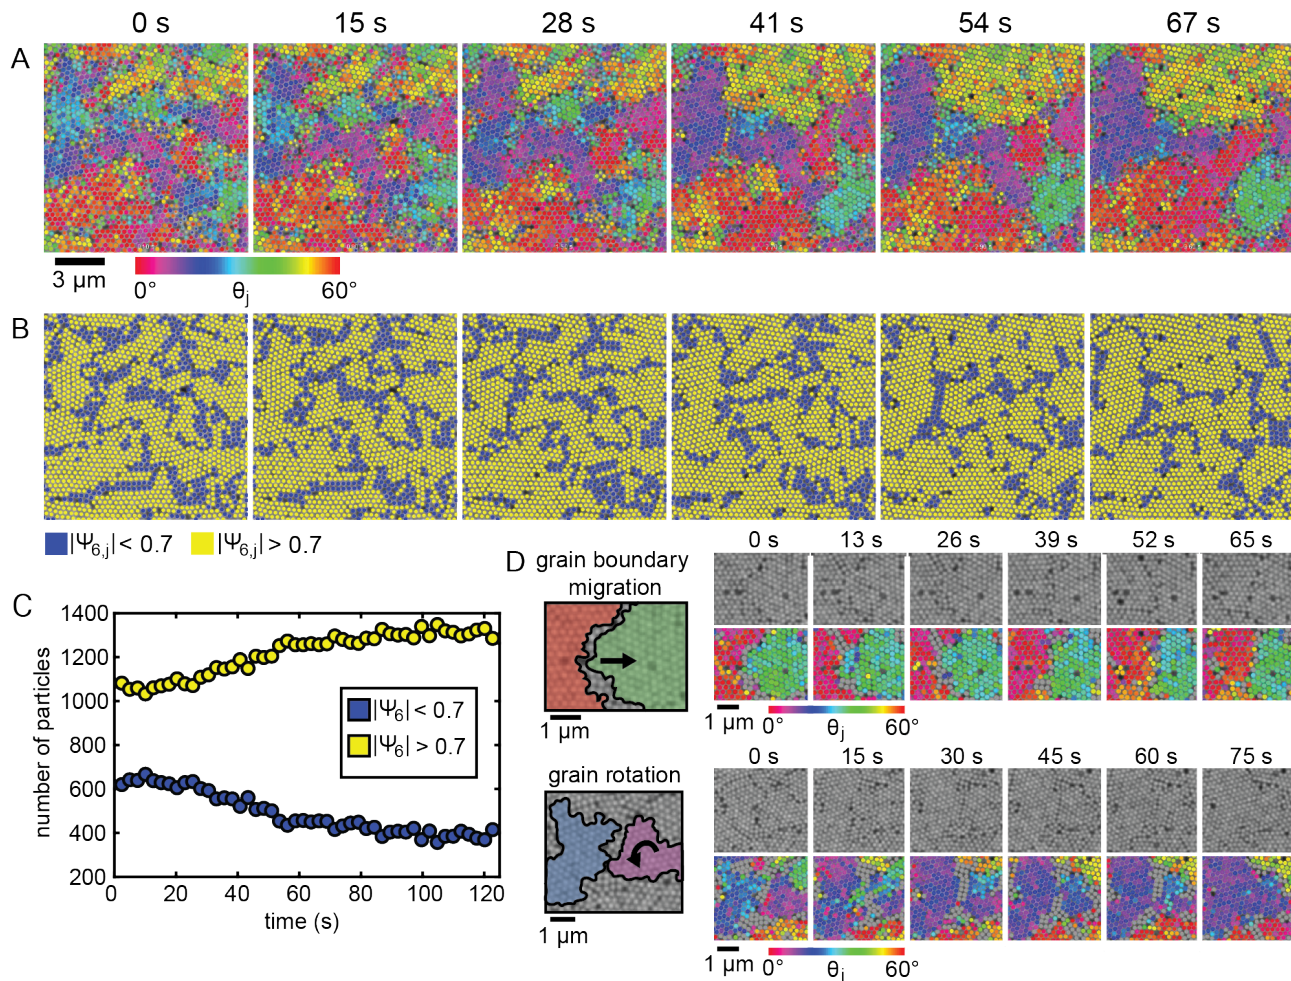 0 s 15 s 28 s 41 s 54 s 67 s
A
3 μm
0° θj 60°
B
|Ψ6,j| < 0.7 |Ψ6,j| > 0.7
C
1400
1200
1000
800
600
400
200
number of particles
|Ψ6| < 0.7
|Ψ6| > 0.7
0 20 40 60 80 100 120
time (s)
D
grain boundary
migration
1 μm
0 s 13 s 26 s 39 s 52 s 65 s
1 μm
0° θj 60°
grain rotation
1 μm
0 s 15 s 30 s 45 s 60 s 75 s
1 μm
0° θj 60°